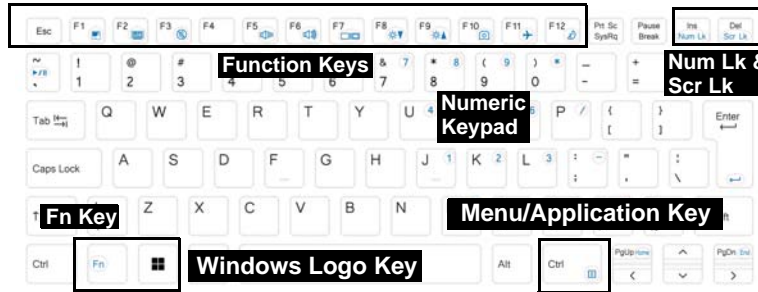 Esc F1 F2 F3 F4 F5 F6 F7 F8 F9 F10 F11 F12 Prt Sc SysRq Pause Break Ins Num Lk Del Scr Lk
Function Keys
Num Lk &
Scr Lk
~ ` ! 1 @ 2 # 3 4 5 6 & 7 7 * 8 8 ( 9 9 ) 0 * _ - + =
Numeric
Keypad
Tab Q W E R T Y U 4 6 P / { [ } ] Enter
Caps Lock A S D F G H J 1 K 2 L 3 : ; - " , : \
Fn Key
Z X C V B N
Menu/Application Key
Ctrl Fn
Windows Logo Key
Alt Ctrl PgUp Home PgDn End